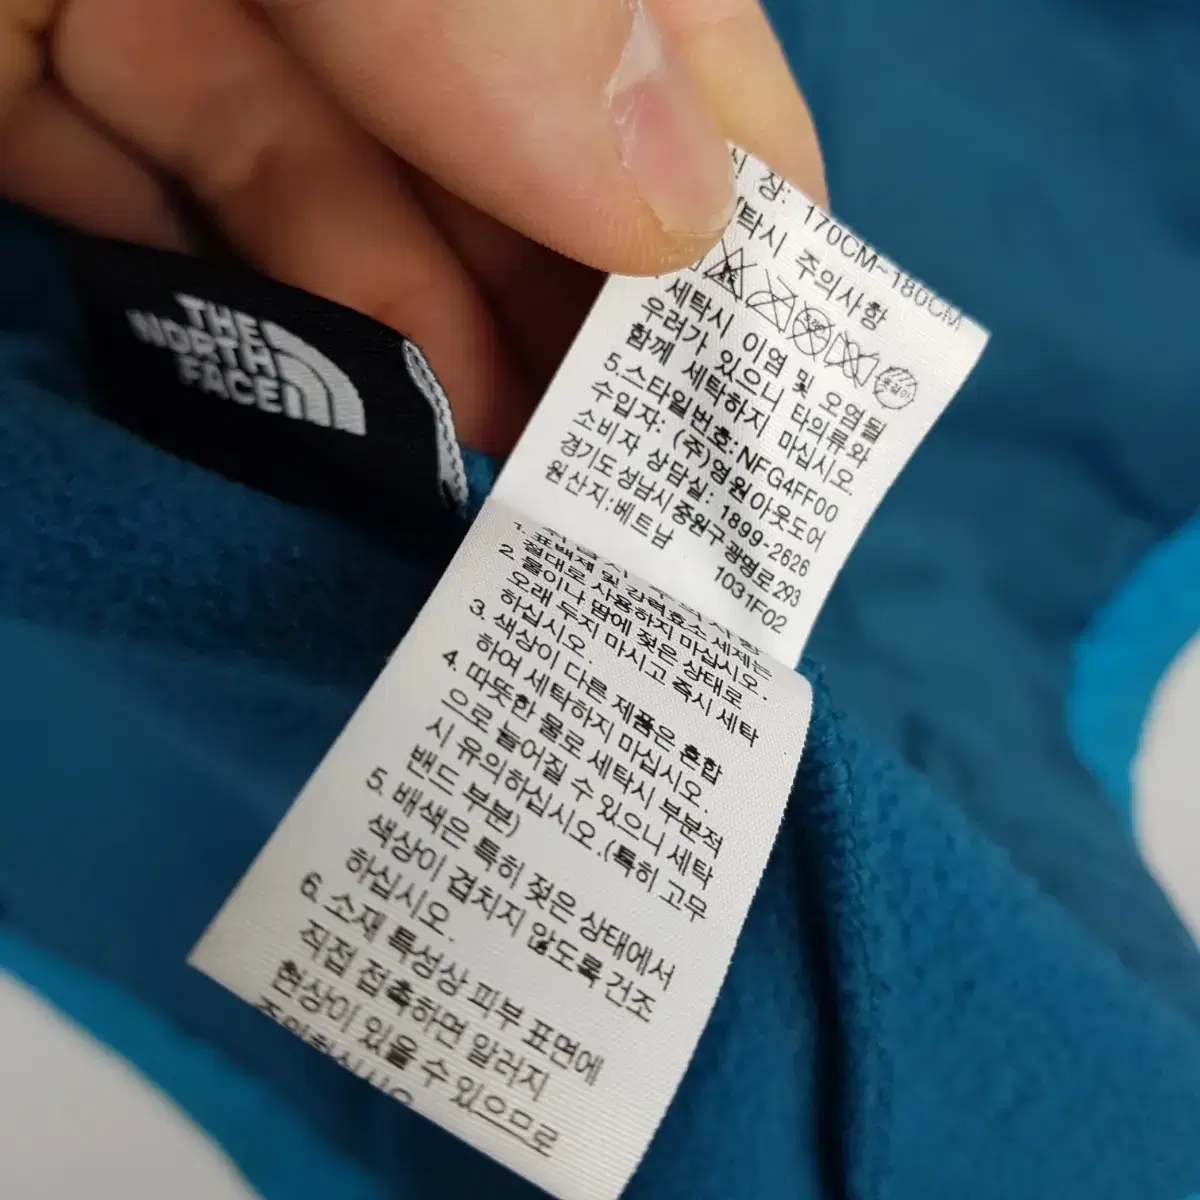 THE
NORTH
FACE
장: 170CM~180CM
탁시 주의사항
세탁시 이염 및 오염될
우려가 있으니 타의류와
함께 세탁하지 마십시오
5.스타일번호:NFG4FF00
수입자: (주)영원아웃도어
소비자 상담실: 1899-2626
경기도성남시중원구광명로293
원산지:베트남
1031F02
1.
표백제 및 강력효소 세제는
절대로 사용하지 마십시오.
2. 물이나 땀에 젖은 상태로
오래 두지 마시고 즉시 세탁
하십시오.
3. 색상이 다른 제품은 혼합
하여 세탁하지 마십시오.
4. 따뜻한 물로 세탁시 부분적
으로 늘어질 수 있으니 세탁
시 유의하십시오.(특히 고무
밴드 부분)
5. 배색은 특히 젖은 상태에서
색상이 겹치지 않도록 건조
하십시오.
6. 소재 특성상 피부 표면에
직접 접촉하면 알러지
현상이 있을 수 있으므로